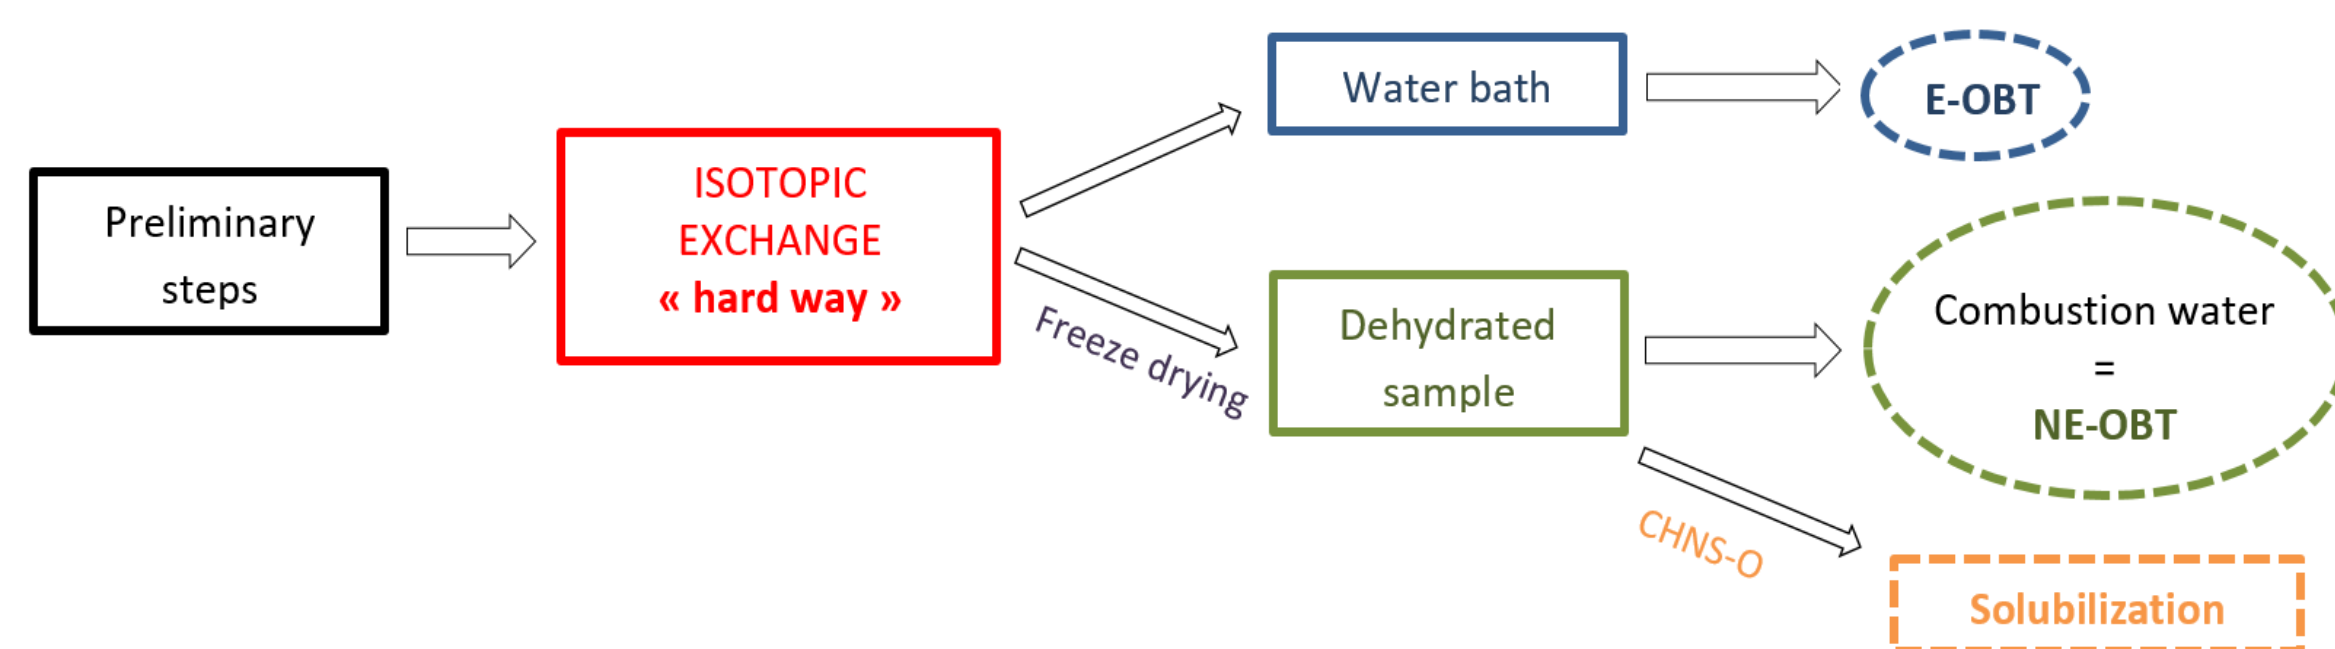 Preliminary
steps
ISOTOPIC
EXCHANGE
« hard way »
Freeze drying
Water bath
E-OBT
Dehydrated
sample
Combustion water
=
NE-OBT
CHNS-O
Solubilization